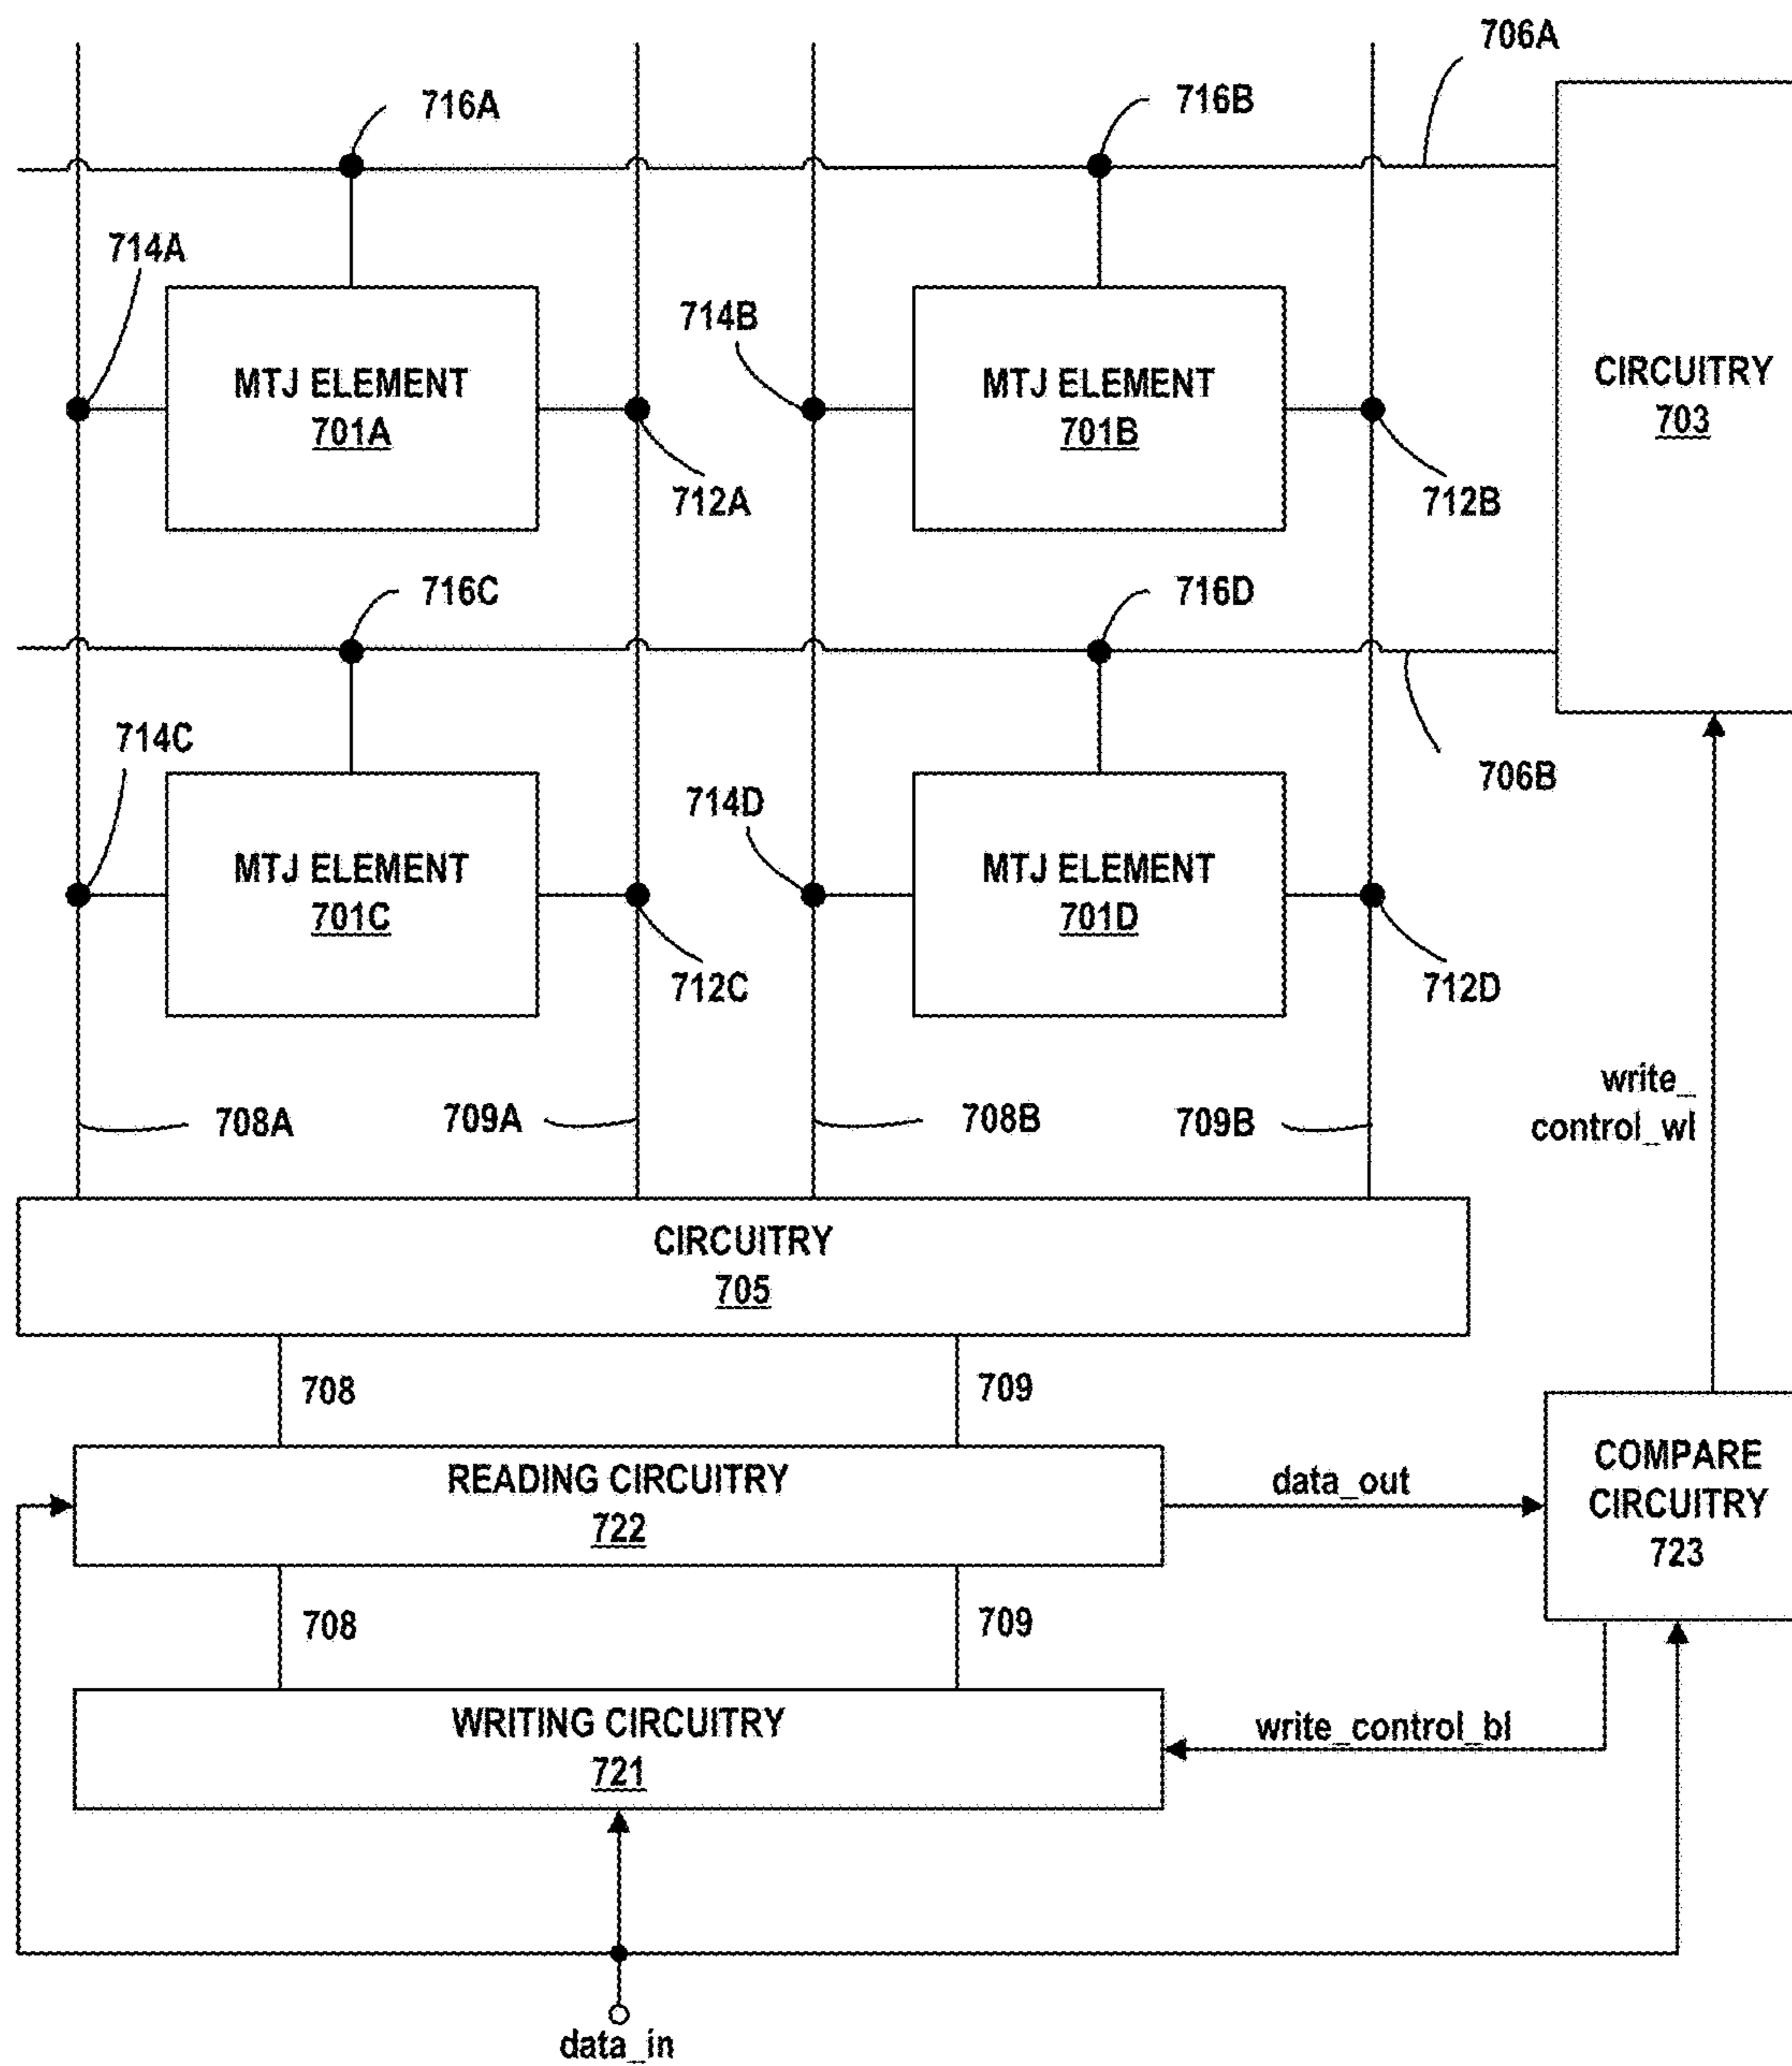 706A
716A
716B
714A
714B
MTJ ELEMENT
701A
MTJ ELEMENT
701B
CIRCUITRY
703
712A
712B
716C
716D
714C
706B
714D
MTJ ELEMENT
701C
MTJ ELEMENT
701D
712C
712D
write_
control_wl
708A
709A
708B
709B
CIRCUITRY
705
708
709
READING CIRCUITRY
722
data_out
COMPARE
CIRCUITRY
723
708
709
WRITING CIRCUITRY
721
write_control_bl
data_in